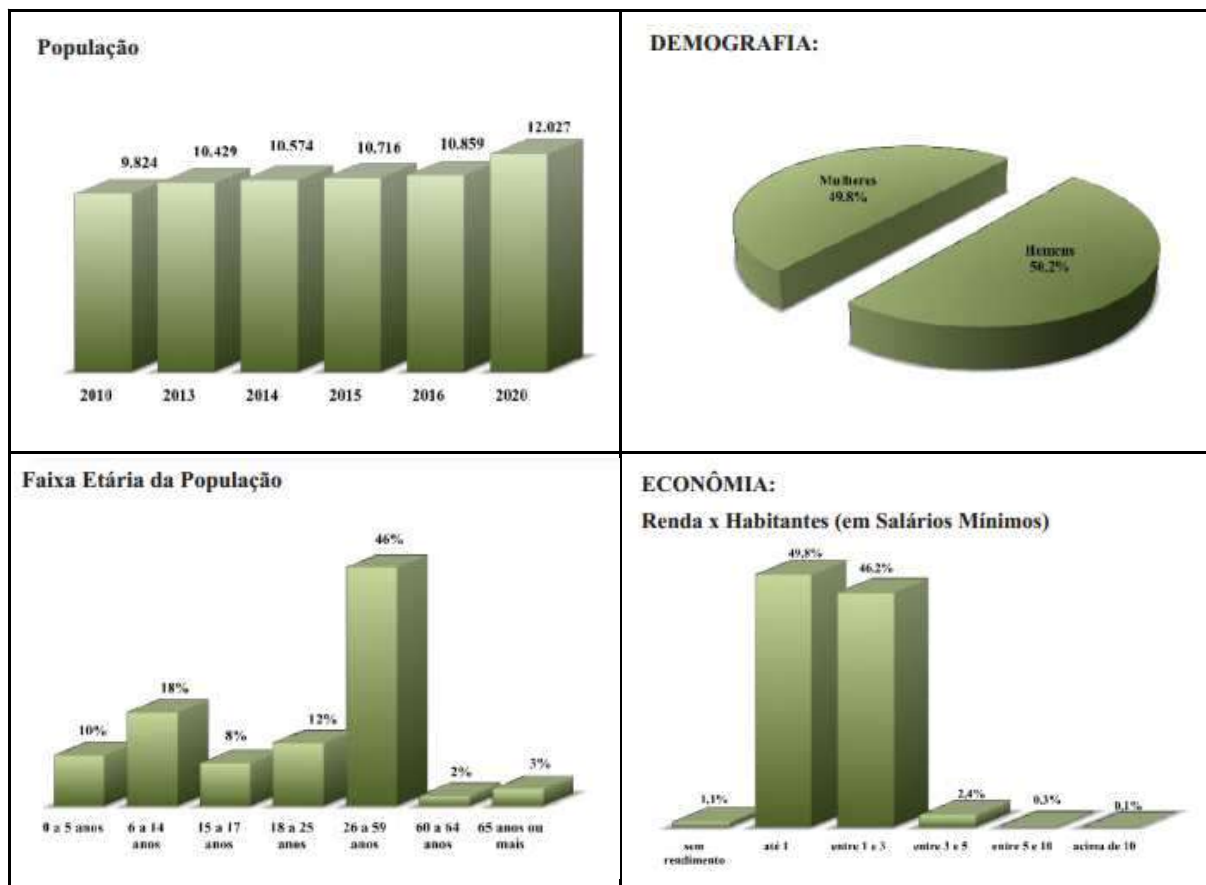 População
9.824
10.429
10.574
10.716
10.859
12.027
2010
2013
2014
2015
2016
2020
DEMOGRAFIA:
Mulheres
49.8%
Homens
50.2%
Faixa Etária da População
10%
18%
8%
12%
46%
2%
3%
0 a 5 anos
6 a 14
anos
15 a 17
anos
18 a 25
anos
26 a 59
anos
60 a 64
anos
65 anos ou
mais
ECONÔMIA:
Renda x Habitantes (em Salários Mínimos)
1,1%
49,8%
46,2%
2,4%
0,3%
0,1%
sem
rendimento
até 1
entre 1 e 3
entre 3 e 5
entre 5 e 10
acima de 10